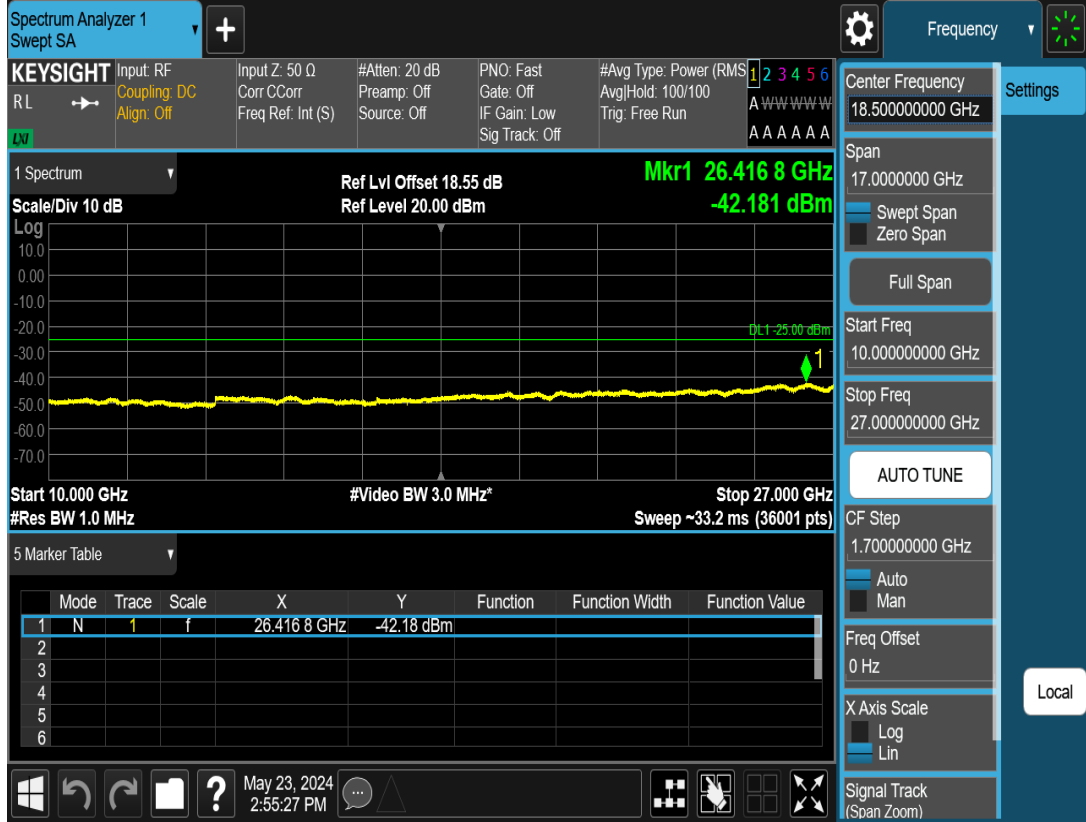 Spectrum Analyzer 1
Swept SA
+
Frequency
KEYSIGHT
RL
LXI
Input: RF
Coupling: DC
Align: Off
Input Z: 50 Ω
Corr CCorr
Freq Ref: Int (S)
#Atten: 20 dB
Preamp: Off
Source: Off
PNO: Fast
Gate: Off
IF Gain: Low
Sig Track: Off
#Avg Type: Power (RMS
Avg|Hold: 100/100
Trig: Free Run
1 2 3 4 5 6
A W W W W W
A A A A A A
1 Spectrum
Scale/Div 10 dB
Ref Lvl Offset 18.55 dB
Ref Level 20.00 dBm
Mkr1 26.416 8 GHz
-42.181 dBm
Log
10.0
0.00
-10.0
-20.0
-30.0
-40.0
-50.0
-60.0
-70.0
DL1 -25.00 dBm
1
Start 10.000 GHz
#Video BW 3.0 MHz*
Stop 27.000 GHz
#Res BW 1.0 MHz
Sweep ~33.2 ms (36001 pts)
5 Marker Table
Mode Trace Scale X Y Function Function Width Function Value
1 N 1 f 26.416 8 GHz -42.18 dBm
2
3
4
5
6
?
May 23, 2024
2:55:27 PM
Center Frequency
18.500000000 GHz
Settings
Span
17.0000000 GHz
Swept Span
Zero Span
Full Span
Start Freq
10.000000000 GHz
Stop Freq
27.000000000 GHz
AUTO TUNE
CF Step
1.700000000 GHz
Auto
Man
Freq Offset
0 Hz
Local
X Axis Scale
Log
Lin
Signal Track
(Span Zoom)